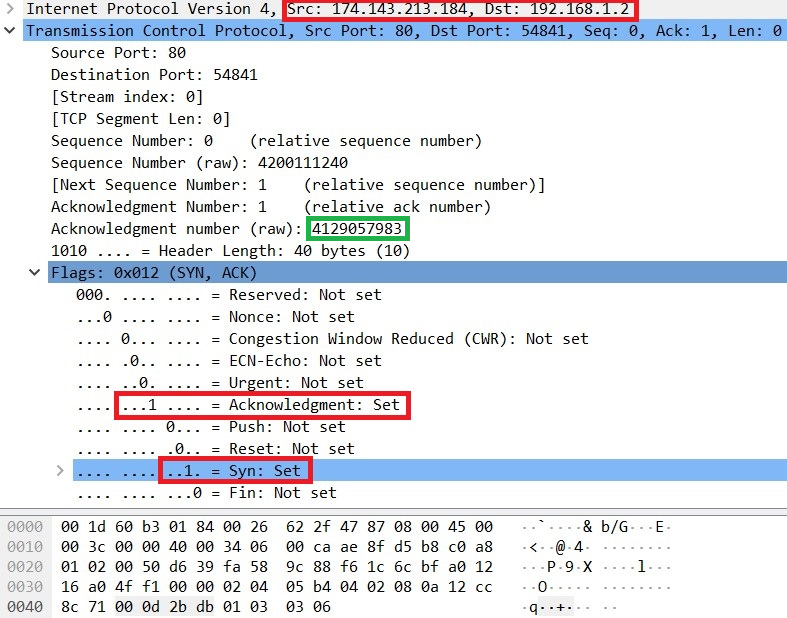 Internet Protocol Version 4, Src: 174.143.213.184, Dst: 192.168.1.2
Transmission Control Protocol, Src Port: 80, Dst Port: 54841, Seq: 0, Ack: 1, Len: 0
Source Port: 80
Destination Port: 54841
[Stream index: 0]
[TCP Segment Len: 0]
Sequence Number: 0    (relative sequence number)
Sequence Number (raw): 4200111240
[Next Sequence Number: 1    (relative sequence number)]
Acknowledgment Number: 1    (relative ack number)
Acknowledgment number (raw): 4129057983
1010 .... = Header Length: 40 bytes (10)
Flags: 0x012 (SYN, ACK)
000. .... .... = Reserved: Not set
...0 .... .... = Nonce: Not set
.... 0... .... = Congestion Window Reduced (CWR): Not set
.... .0.. .... = ECN-Echo: Not set
.... ..0. .... = Urgent: Not set
.... ...1 .... = Acknowledgment: Set
.... .... 0... = Push: Not set
.... .... .0.. = Reset: Not set
.... .... ..1. = Syn: Set
.... .... ...0 = Fin: Not set
0000  00 1d 60 b3 01 84 00 26  62 2f 47 87 08 00 45 00  ··`····& b/G···E·
0010  00 3c 00 00 40 00 34 06  00 ca ae 8f d5 b8 c0 a8  ·<··@·4· ········
0020  01 02 00 50 d6 39 fa 58  9c 88 f6 1c 6c bf a0 12  ···P·9·X ····l···
0030  16 a0 4f f1 00 00 02 04  05 b4 04 02 08 0a 12 cc  ··O····· ········
0040  8c 71 00 0d 2b db 01 03  03 06  ·q··+··· ··